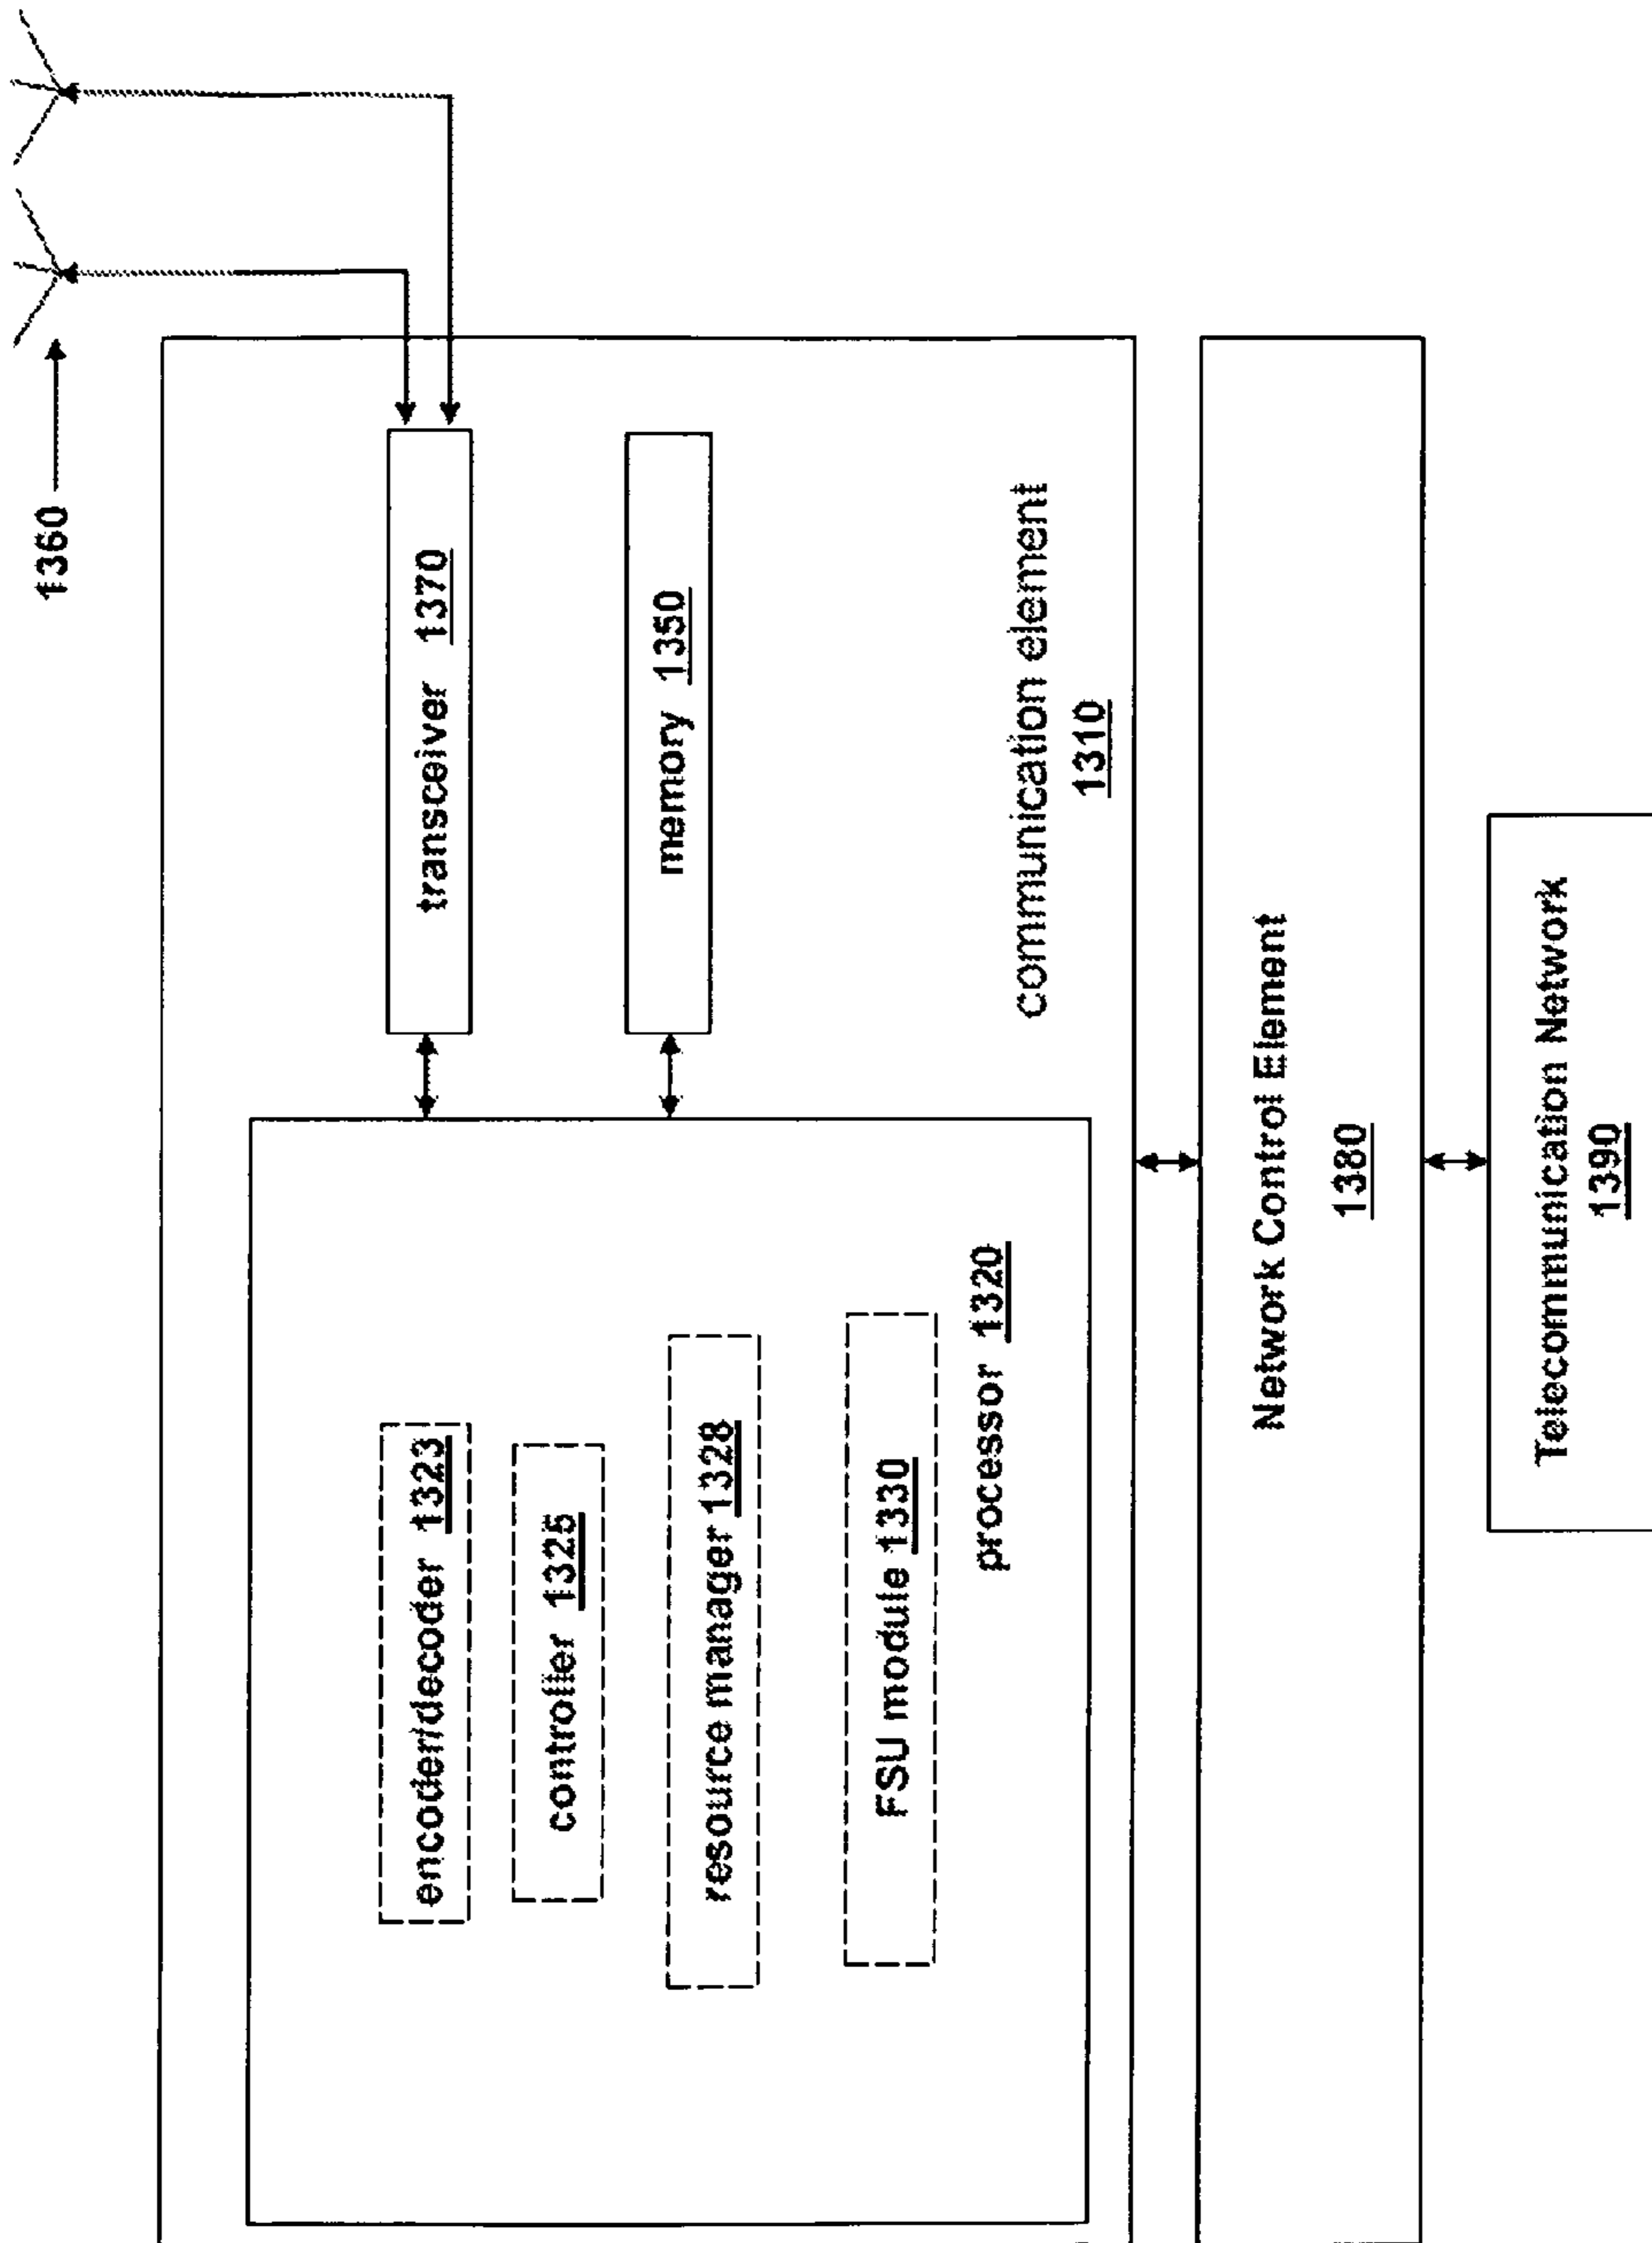 1360
transceiver 1370
memory 1350
communication element
1310
encoder/decoder 1323
controller 1325
resource manager 1328
FSU module 1330
processor 1320
Network Control Element
1380
Telecommunication Network
1390